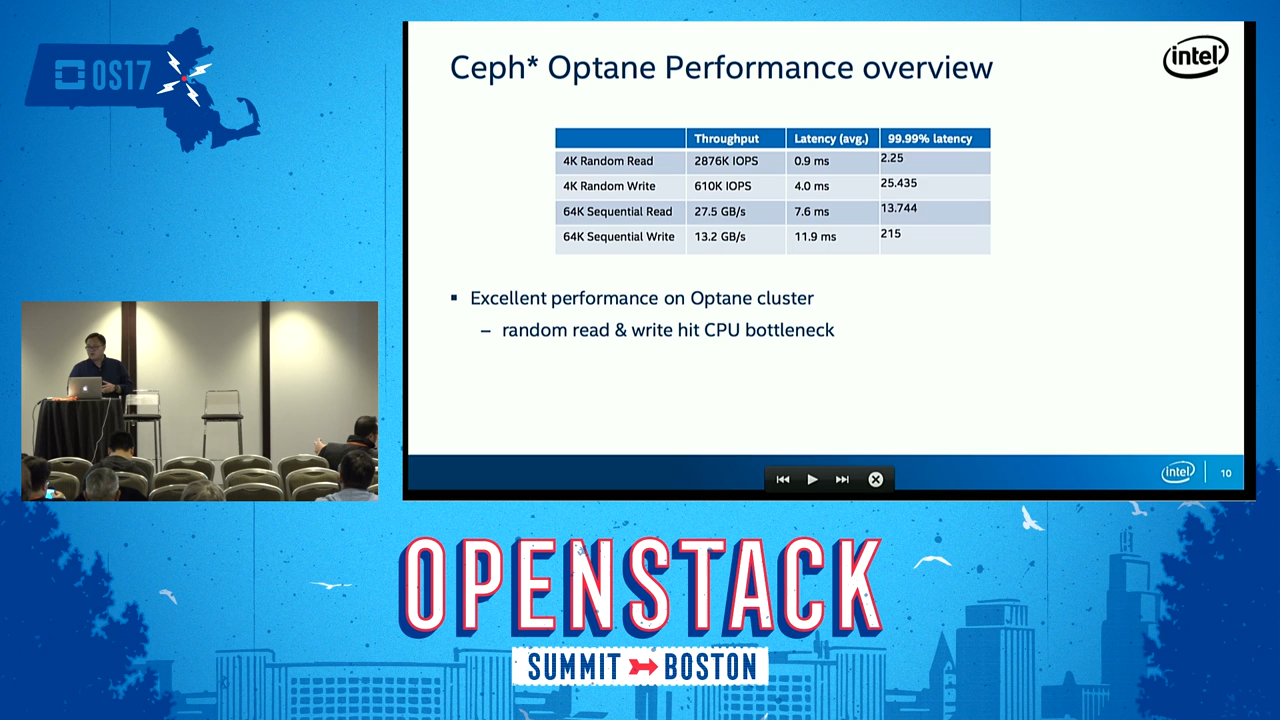 OS17
Ceph* Optane Performance overview
intel
Throughput Latency (avg.) 99.99% latency
4K Random Read 2876K IOPS 0.9 ms 2.25
4K Random Write 610K IOPS 4.0 ms 25.435
64K Sequential Read 27.5 GB/s 7.6 ms 13.744
64K Sequential Write 13.2 GB/s 11.9 ms 215
▪ Excellent performance on Optane cluster
– random read & write hit CPU bottleneck
intel 10
OPENSTACK
SUMMIT BOSTON